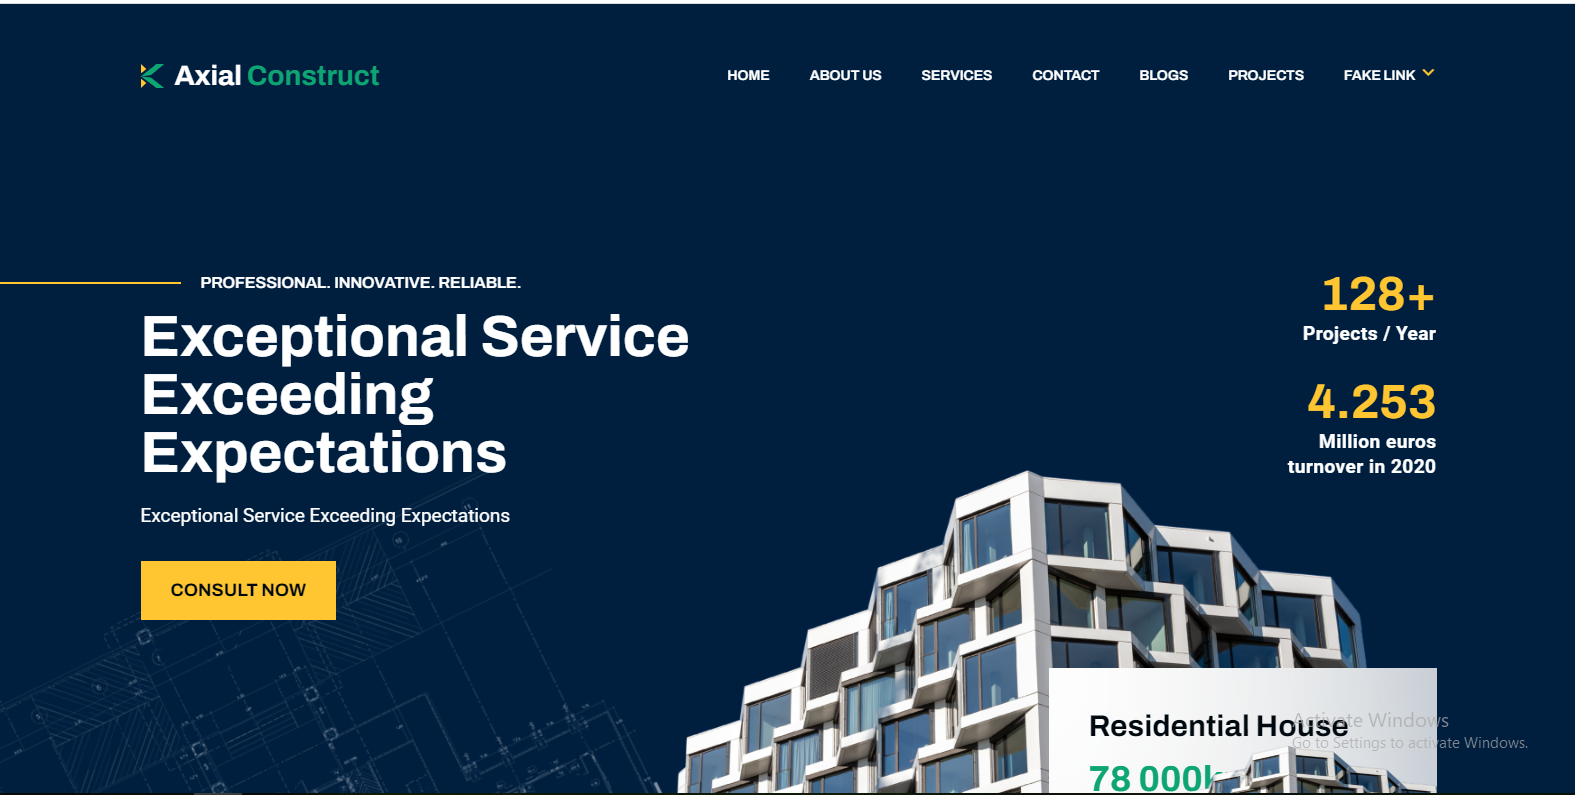 Axial Construct
HOME ABOUT US SERVICES CONTACT BLOGS PROJECTS FAKE LINK
PROFESSIONAL. INNOVATIVE. RELIABLE.
Exceptional Service
Exceeding
Expectations
Exceptional Service Exceeding Expectations
CONSULT NOW
128+
Projects / Year
4.253
Million euros
turnover in 2020
Residential House
78 000
Activate Windows
Go to Settings to activate Windows.